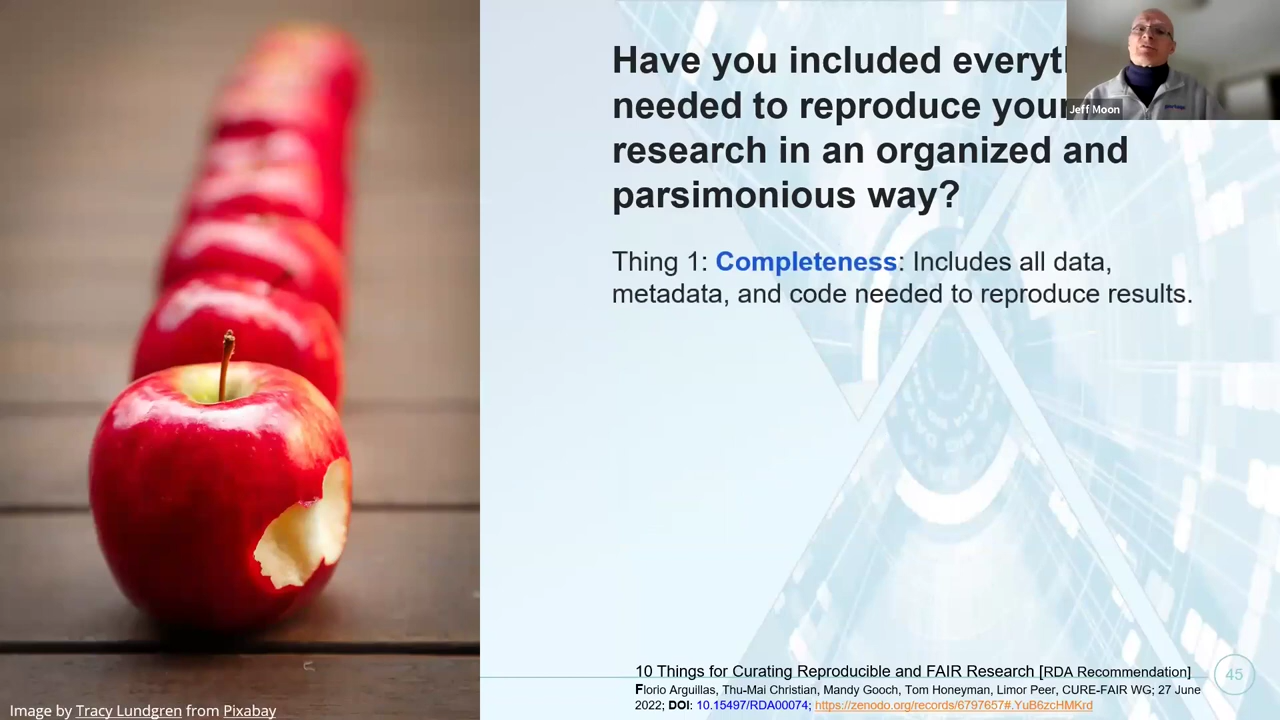 Have you included everyt
needed to reproduce your
research in an organized and
parsimonious way?
Jeff Moon
Thing 1: Completeness: Includes all data,
metadata, and code needed to reproduce results.
10 Things for Curating Reproducible and FAIR Research [RDA Recommendation]
Florio Arguillas, Thu-Mai Christian, Mandy Gooch, Tom Honeyman, Limor Peer, CURE-FAIR WG; 27 June
2022; DOI: 10.15497/RDA00074; https://zenodo.org/records/6797657#.YuB6zcHMKrd
45
Image by Tracy Lundgren from Pixabay